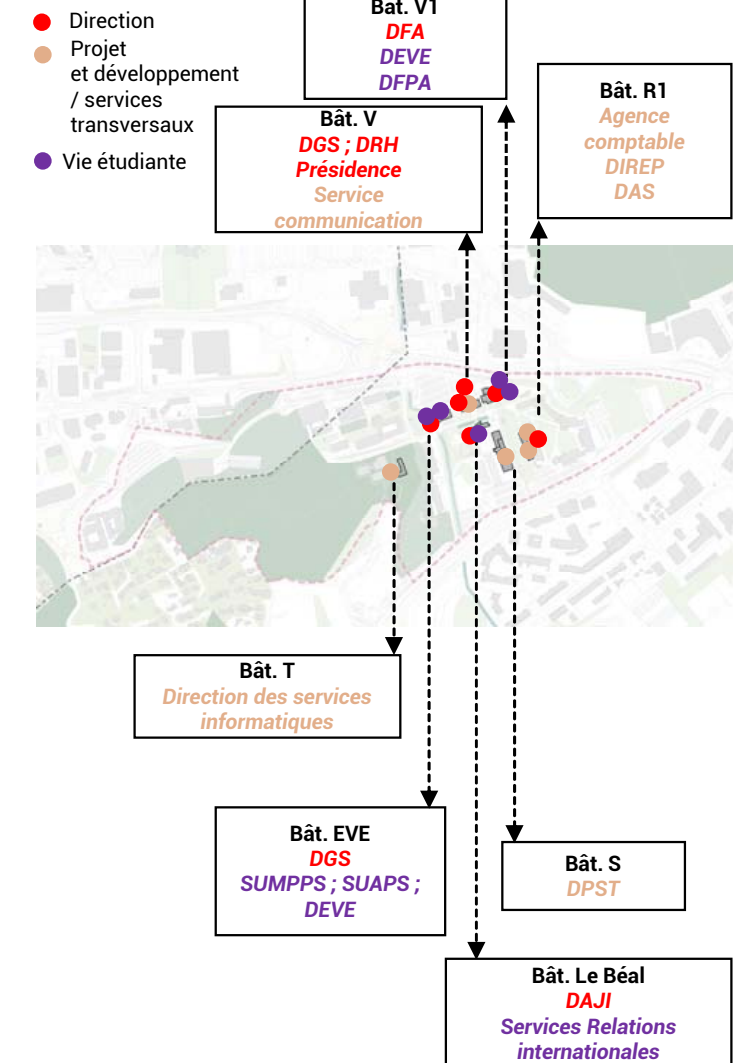 Direction
Projet
et développement
/ services
transversaux
Vie étudiante
Bât. V1
DFA
DEVE
DFPA
Bât. V
DGS ; DRH
Présidence
Service
communication
Bât. R1
Agence
comptable
DIREP
DAS
Bât. T
Direction des services
informatiques
Bât. EVE
DGS
SUMPPS ; SUAPS ;
DEVE
Bât. S
DPST
Bât. Le Béal
DAJI
Services Relations
internationales